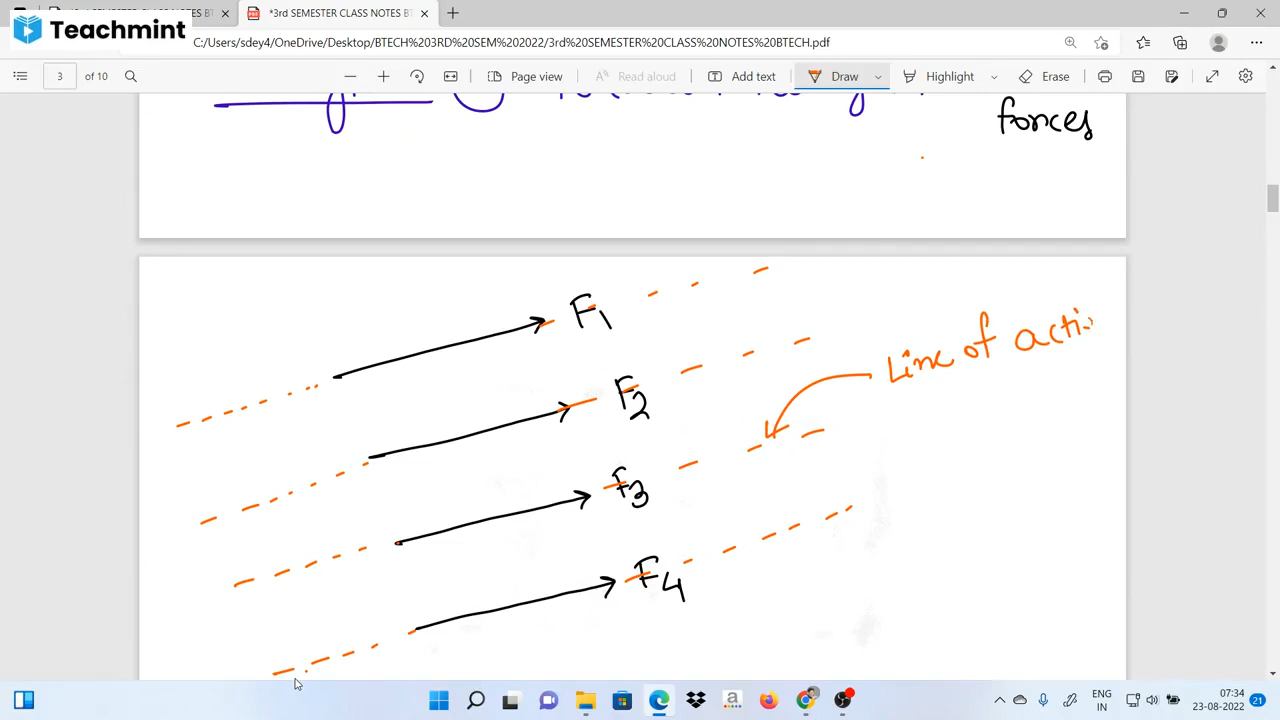 *3rd SEMESTER CLASS NOTES BT
Teachmint
C:/Users/sdey4/OneDrive/Desktop/BTECH%203RD%20SEM%202022/3rd%20SEMESTER%20CLASS%20NOTES%20BTECH.pdf
3 of 10 Page view Read aloud Add text Draw Highlight Erase
forces
F1
Line of acti
F2
F3
F4
ENG
IN
07:34
23-08-2022
21